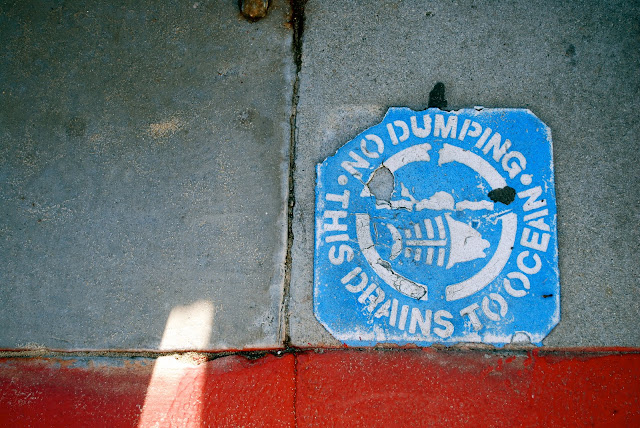 NO DUMPING
THIS DRAINS TO OCEAN